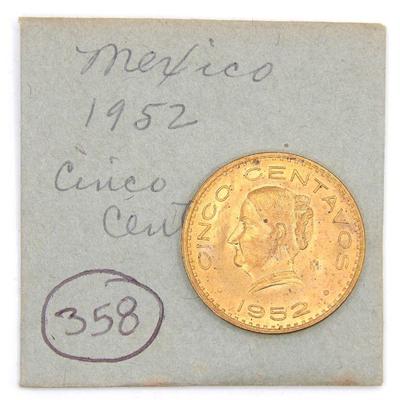 Mexico
1952
Cinco
Cent
358
CINCO CENTAVOS
1952